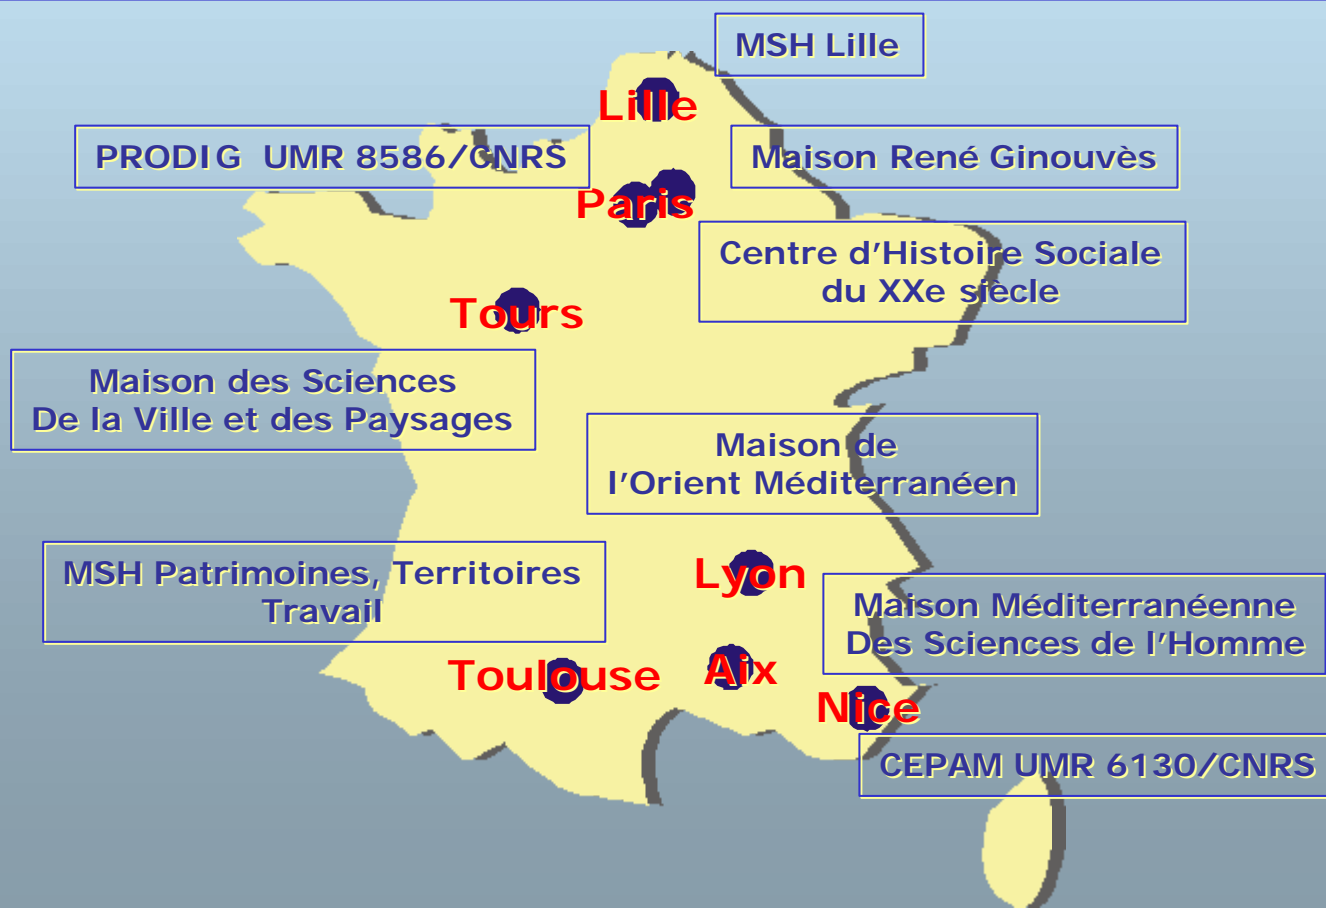 MSH Lille
Lille
PRODIG UMR 8586/CNRS
Maison René Ginouvès
Paris
Centre d'Histoire Sociale
du XXe siècle
Tours
Maison des Sciences
De la Ville et des Paysages
Maison de
l'Orient Méditerranéen
MSH Patrimoines, Territoires
Travail
Lyon
Maison Méditerranéenne
Des Sciences de l'Homme
Toulouse
Aix
Nice
CEPAM UMR 6130/CNRS